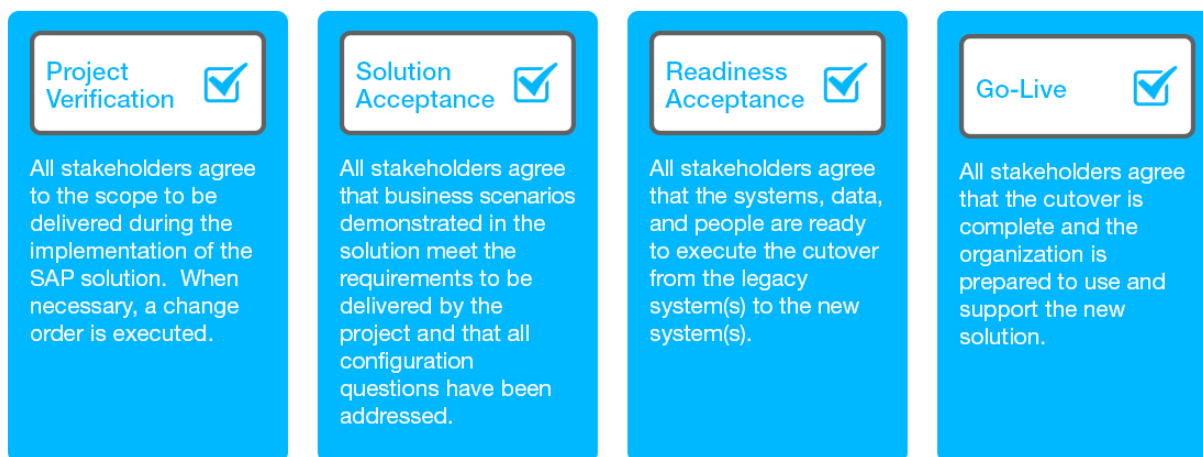 Project
Verification
All stakeholders agree
to the scope to be
delivered during the
implementation of the
SAP solution.  When
necessary, a change
order is executed.
Solution
Acceptance
All stakeholders agree
that business scenarios
demonstrated in the
solution meet the
requirements to be
delivered by the
project and that all
configuration
questions have been
addressed.
Readiness
Acceptance
All stakeholders agree
that the systems, data,
and people are ready
to execute the cutover
from the legacy
system(s) to the new
system(s).
Go-Live
All stakeholders agree
that the cutover is
complete and the
organization is
prepared to use and
support the new
solution.